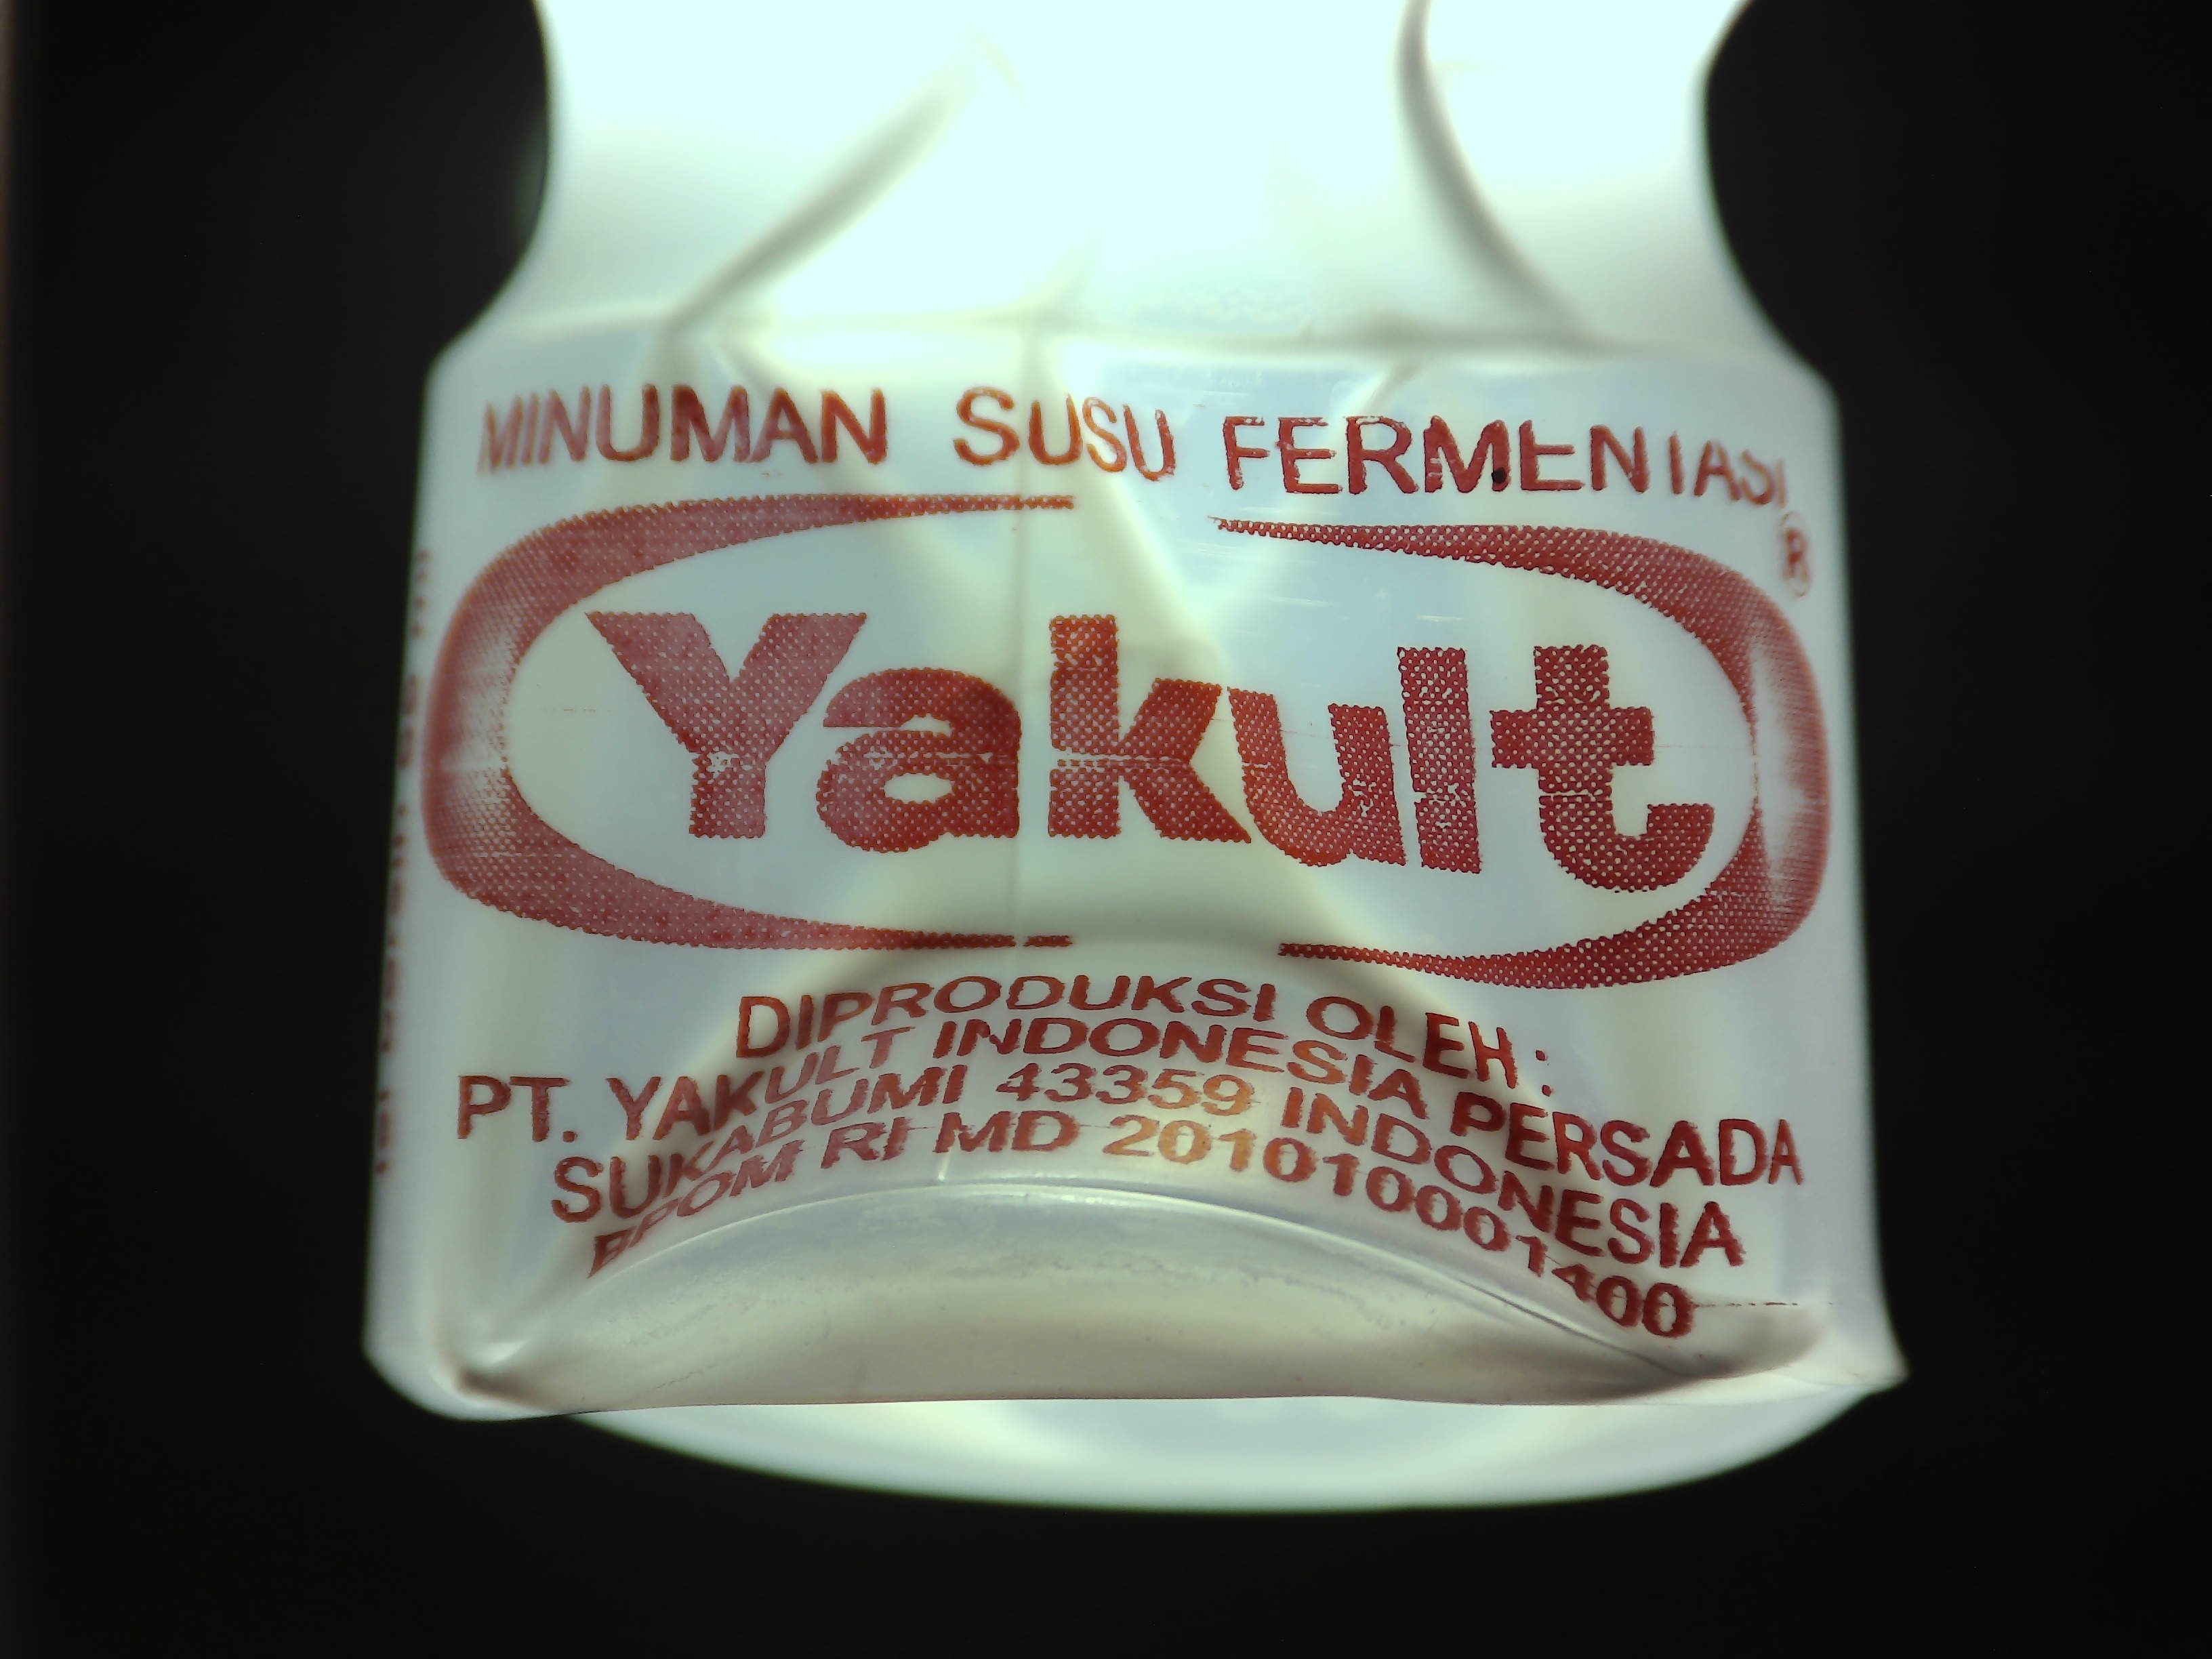 MINUMAN SUSU FERMENTASI
Yakult®
DIPRODUKSI OLEH :
PT. YAKULT INDONESIA PERSADA
SUKABUMI 43359 INDONESIA
BPOM RI MD 201010001400